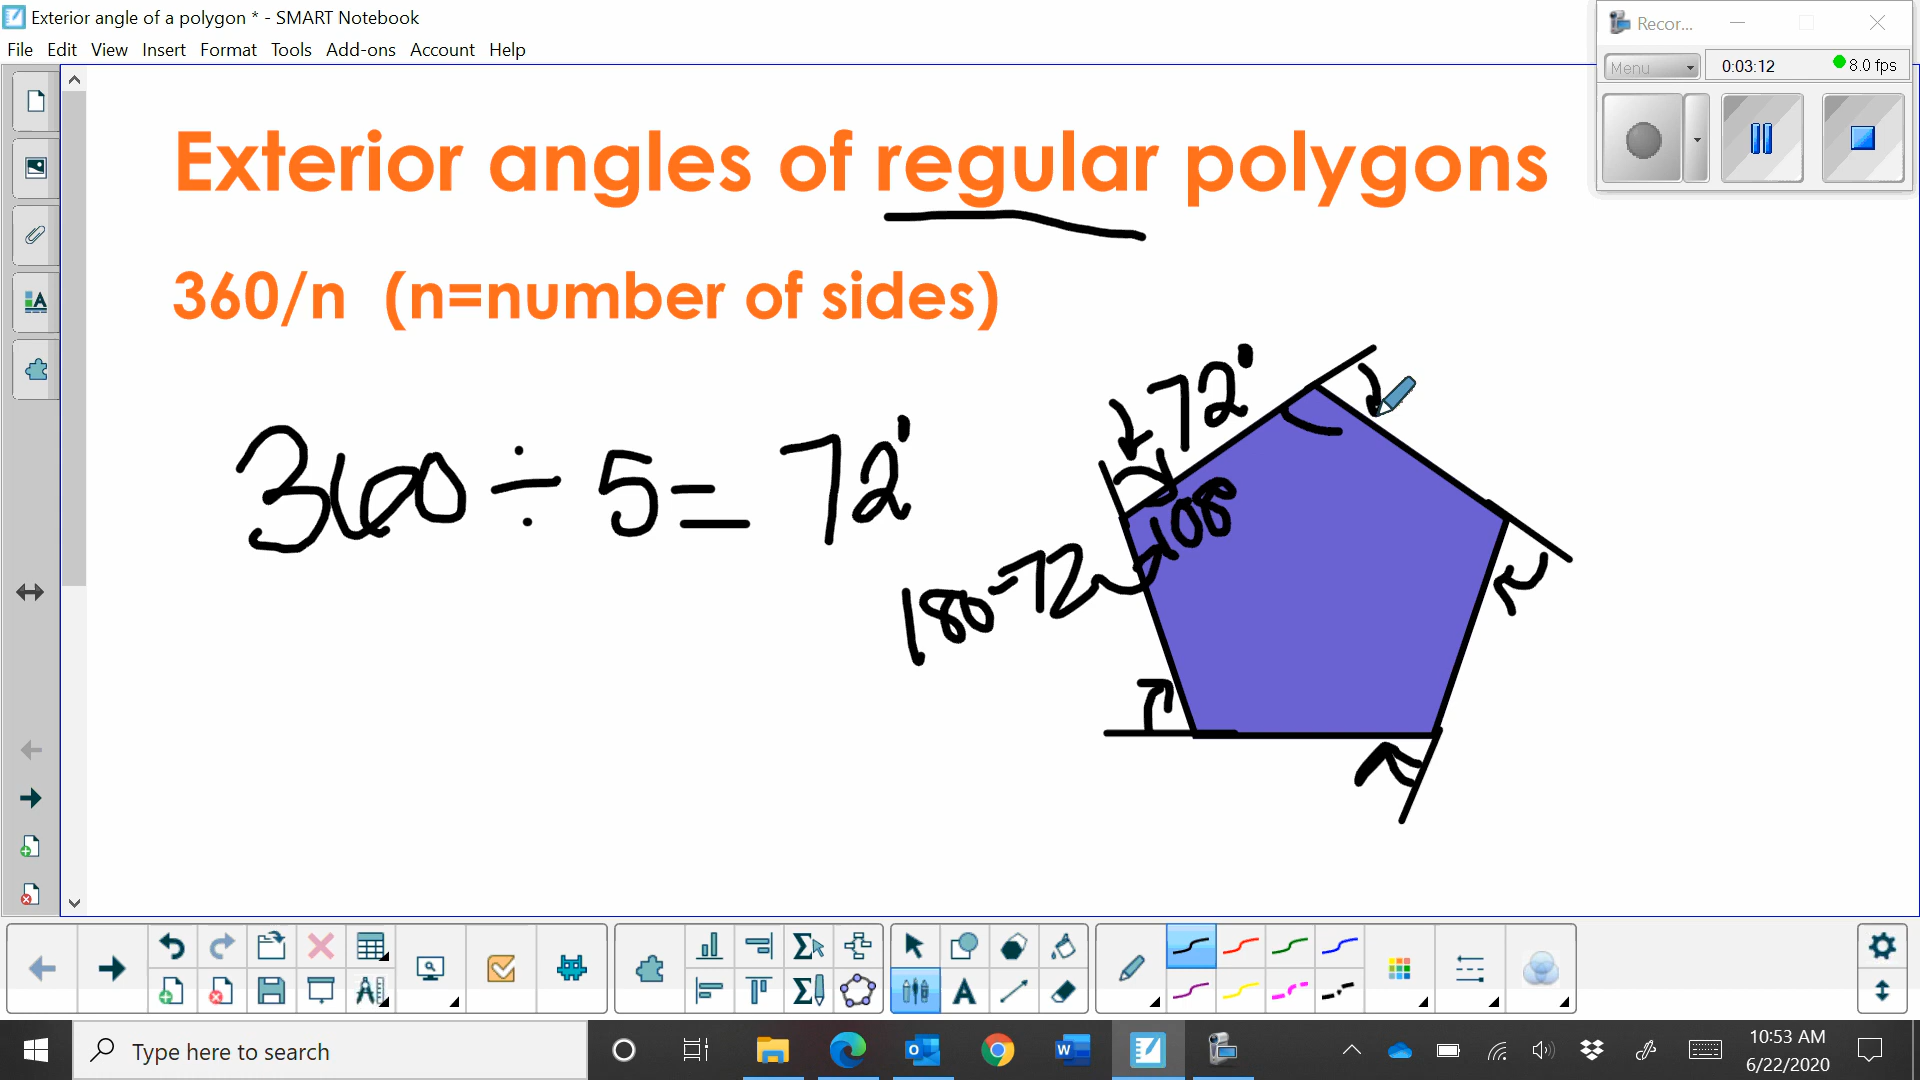 Exterior angle of a polygon * - SMART Notebook
File Edit View Insert Format Tools Add-ons Account Help
Recor...
Menu 0:03:12 8.0 fps
Exterior angles of regular polygons
360/n (n=number of sides)
72°
360 ÷ 5 = 72°
108
180-72
Type here to search
10:53 AM
6/22/2020